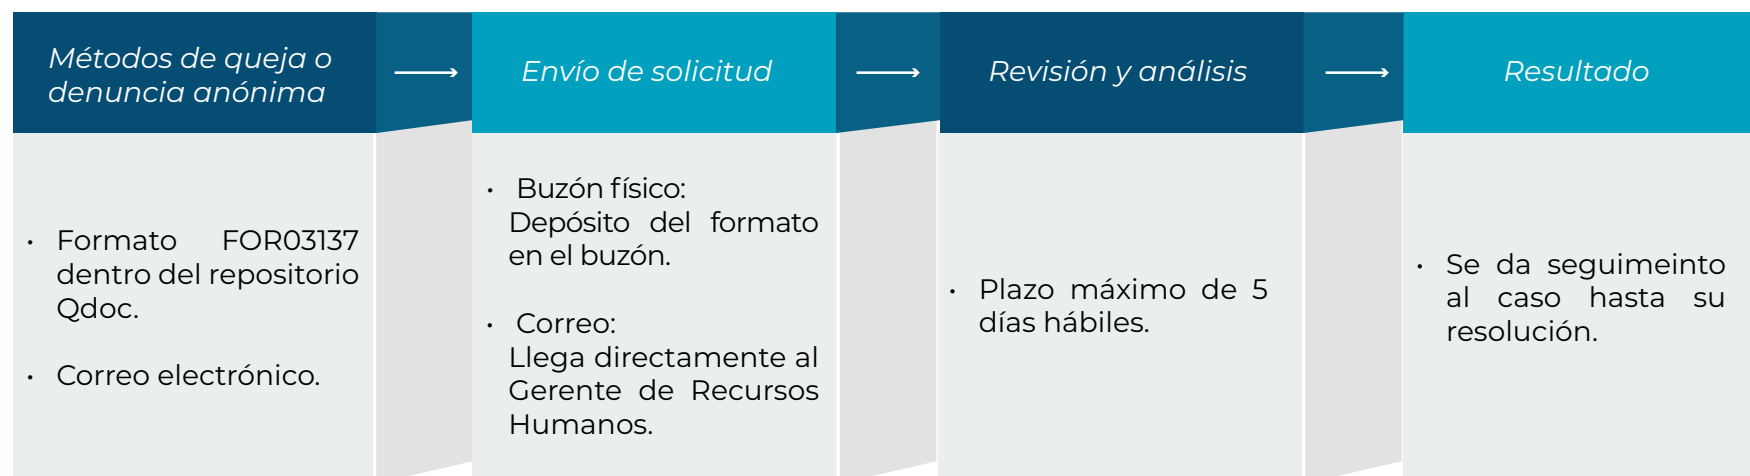 Métodos de queja o
denuncia anónima
Envío de solicitud
Revisión y análisis
Resultado
• Formato FOR03137
dentro del repositorio
Qdoc.
• Correo electrónico.
• Buzón físico:
Depósito del formato
en el buzón.
• Correo:
Llega directamente al
Gerente de Recursos
Humanos.
• Plazo máximo de 5
días hábiles.
• Se da seguimeinto
al caso hasta su
resolución.